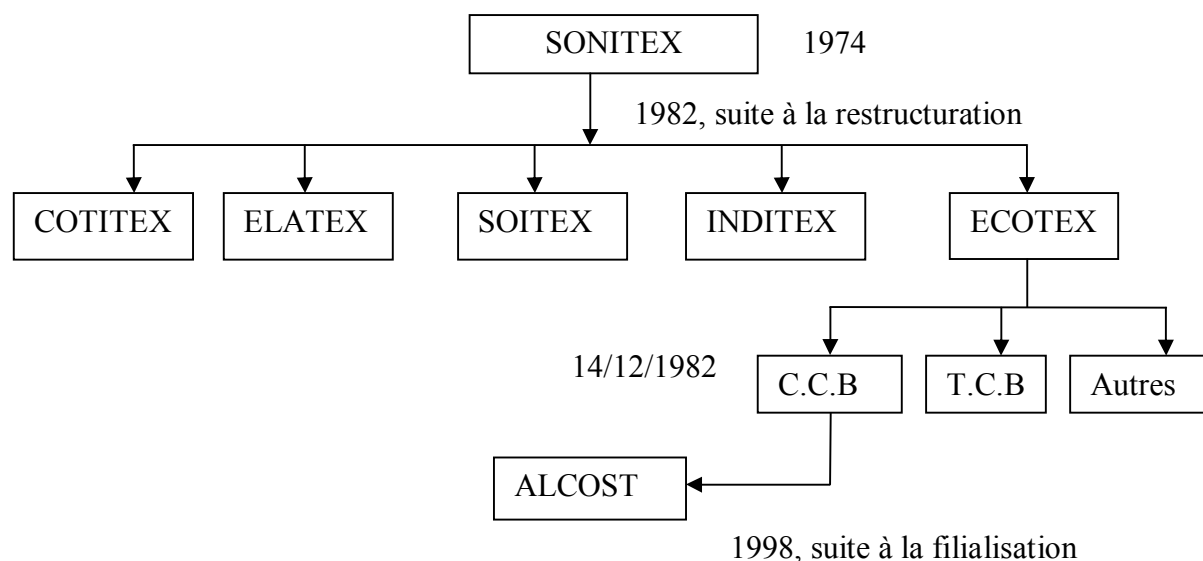 SONITEX 1974
1982, suite à la restructuration
COTITEX ELATEX SOITEX INDITEX ECOTEX
14/12/1982 C.C.B T.C.B Autres
ALCOST
1998, suite à la filialisation